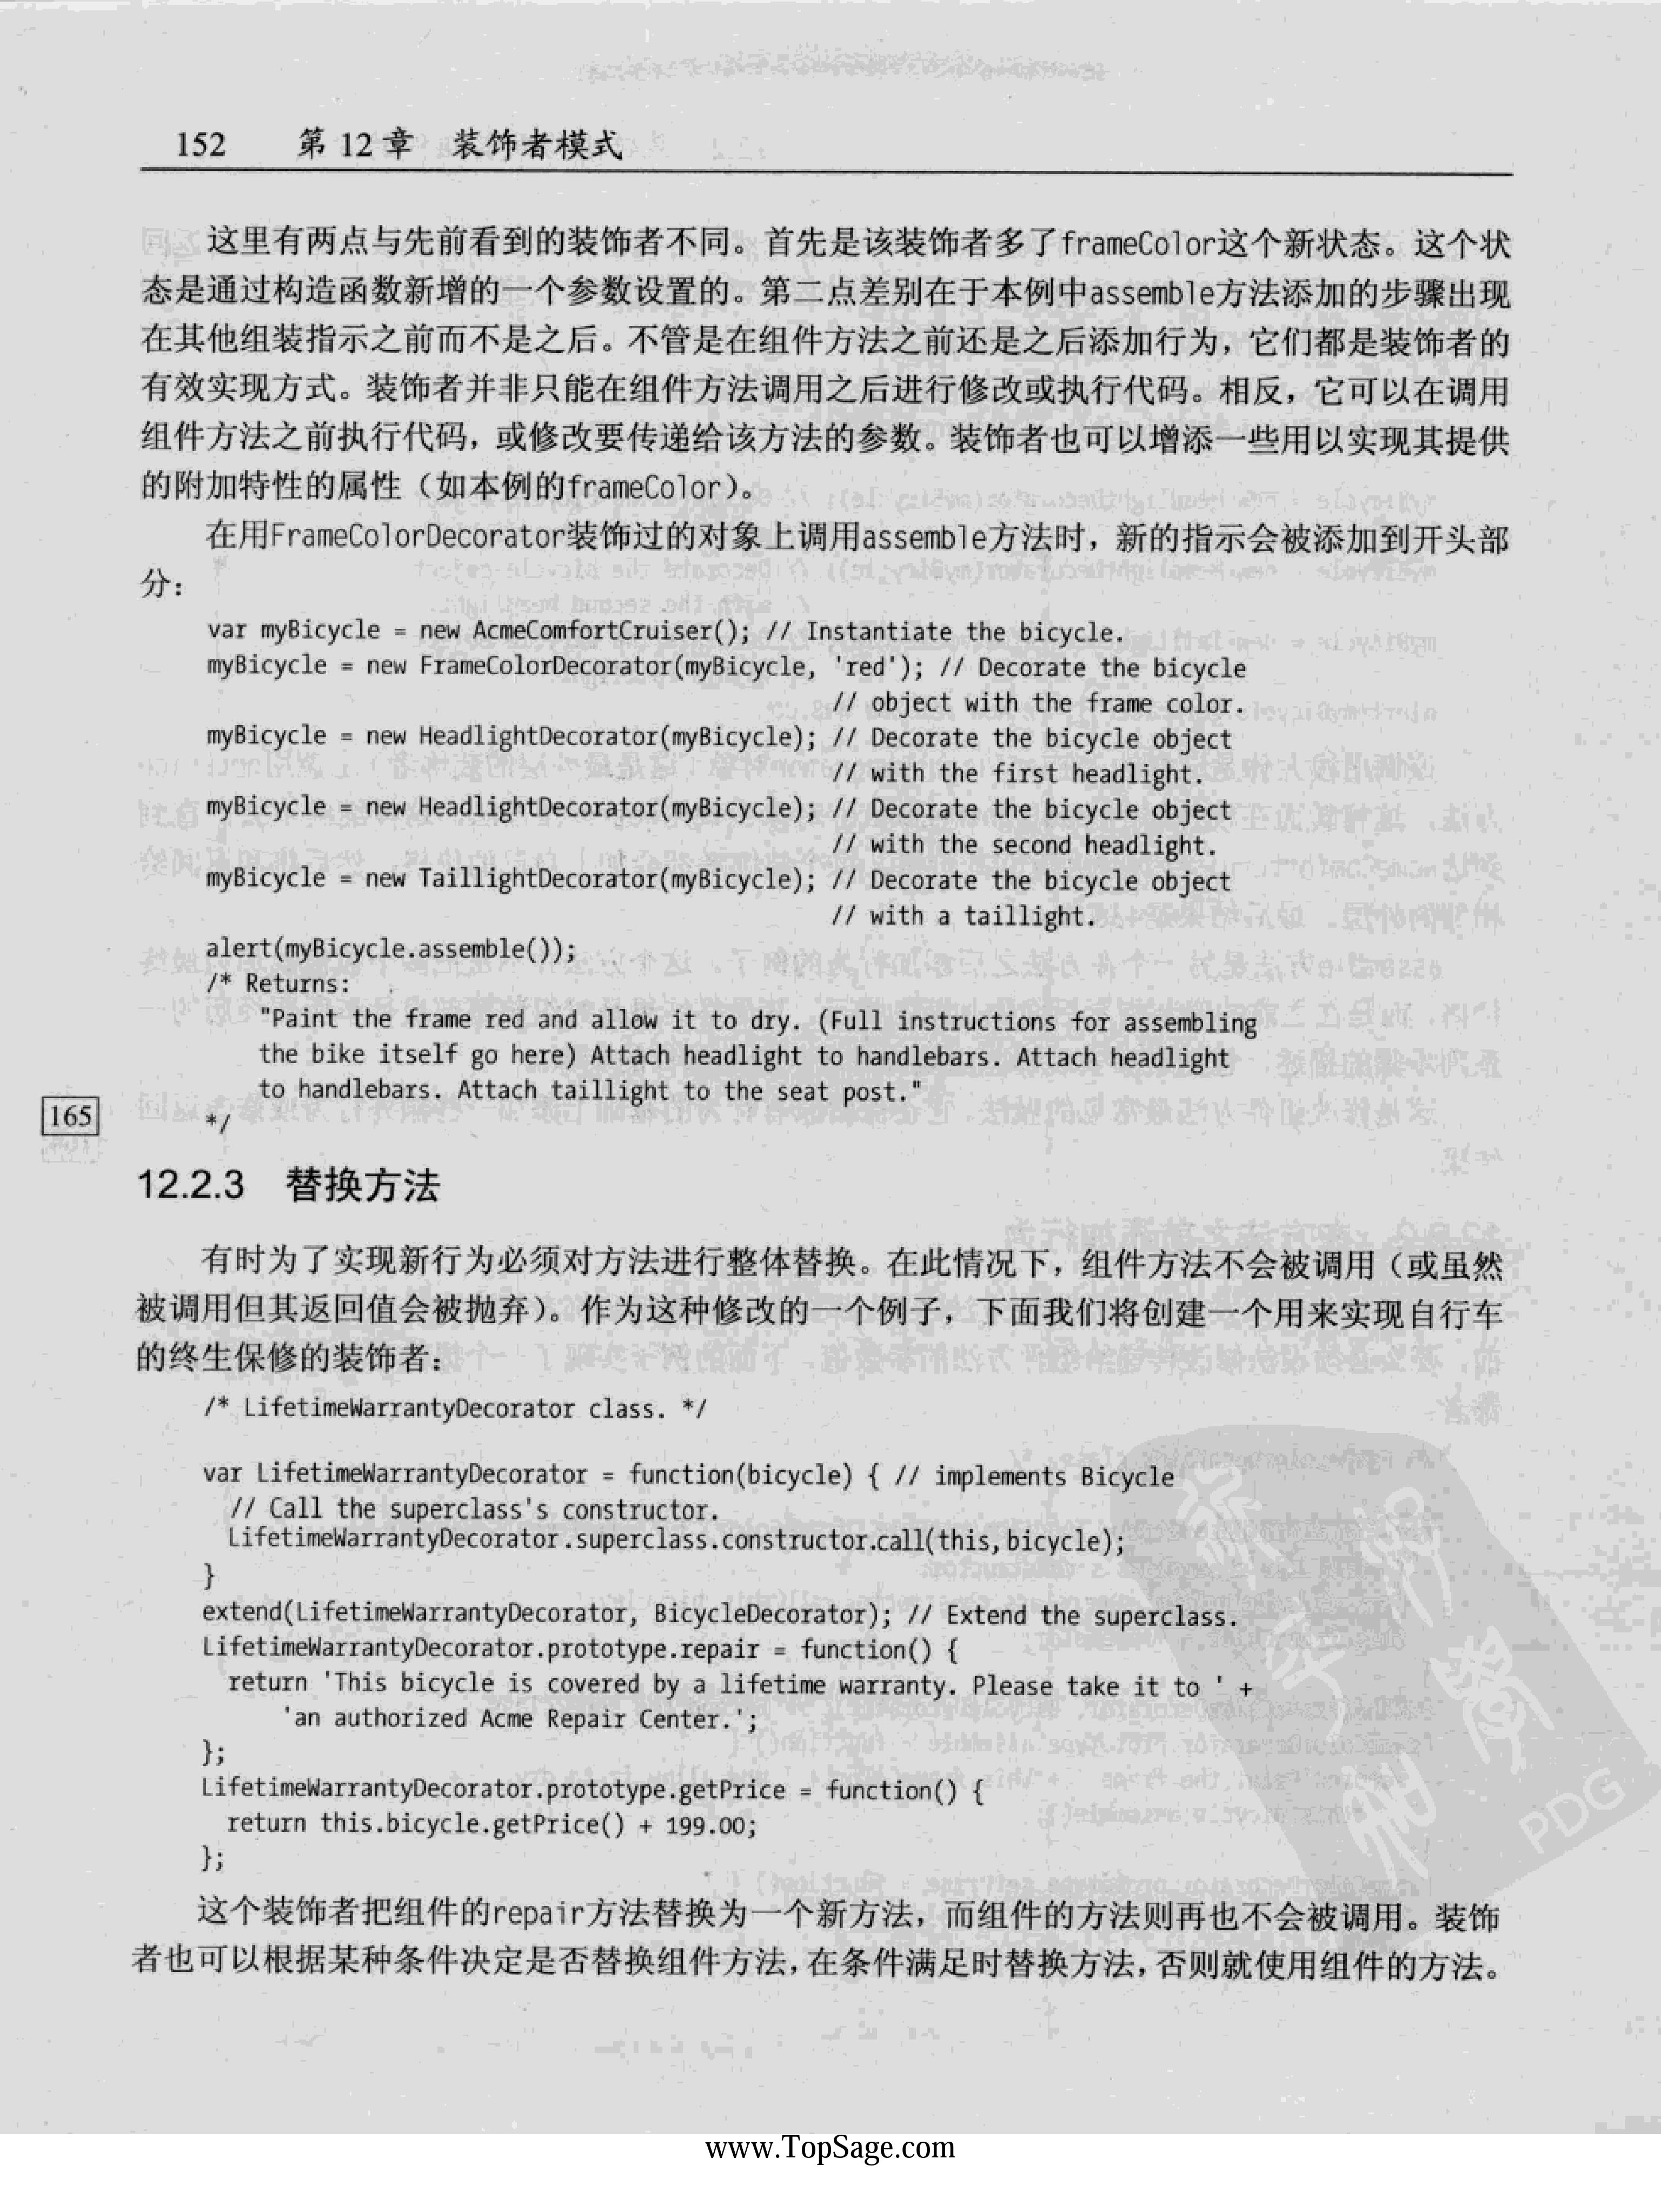 152 第 12 章 装饰者模式
这里有两点与先前看到的装饰者不同。首先是该装饰者多了frameColor这个新状态。这个状
态是通过构造函数新增的一个参数设置的。第二点差别在于本例中assemble方法添加的步骤出现
在其他组装指示之前而不是之后。不管是在组件方法之前还是之后添加行为，它们都是装饰者的
有效实现方式。装饰者并非只能在组件方法调用之后进行修改或执行代码。相反，它可以在调用
组件方法之前执行代码，或修改要传递给该方法的参数。装饰者也可以增添一些用以实现其提供
的附加特性的属性（如本例的frameColor）。
在用FrameColorDecorator装饰过的对象上调用assemble方法时，新的指示会被添加到开头部
分：
var myBicycle = new AcmeComfortCruiser(); // Instantiate the bicycle.
myBicycle = new FrameColorDecorator(myBicycle, 'red'); // Decorate the bicycle
// object with the frame color.
myBicycle = new HeadlightDecorator(myBicycle); // Decorate the bicycle object
// with the first headlight.
myBicycle = new HeadlightDecorator(myBicycle); // Decorate the bicycle object
// with the second headlight.
myBicycle = new TaillightDecorator(myBicycle); // Decorate the bicycle object
// with a taillight.
alert(myBicycle.assemble());
/* Returns:
"Paint the frame red and allow it to dry. (Full instructions for assembling
the bike itself go here) Attach headlight to handlebars. Attach headlight
to handlebars. Attach taillight to the seat post."
165
*/
12.2.3 替换方法
有时为了实现新行为必须对方法进行整体替换。在此情况下，组件方法不会被调用（或虽然
被调用但其返回值会被抛弃）。作为这种修改的一个例子，下面我们将创建一个用来实现自行车
的终生保修的装饰者：
/* LifetimeWarrantyDecorator class. */
var LifetimeWarrantyDecorator = function(bicycle) { // implements Bicycle
// Call the superclass's constructor.
LifetimeWarrantyDecorator.superclass.constructor.call(this,bicycle);
}
extend(LifetimeWarrantyDecorator, BicycleDecorator); // Extend the superclass.
LifetimeWarrantyDecorator.prototype.repair = function() {
return 'This bicycle is covered by a lifetime warranty. Please take it to ' +
'an authorized Acme Repair Center.';
};
LifetimeWarrantyDecorator.prototype.getPrice = function() {
return this.bicycle.getPrice() + 199.00;
};
PDG
这个装饰者把组件的repair方法替换为一个新方法，而组件的方法则再也不会被调用。装饰
者也可以根据某种条件决定是否替换组件方法，在条件满足时替换方法，否则就使用组件的方法。
www.TopSage.com